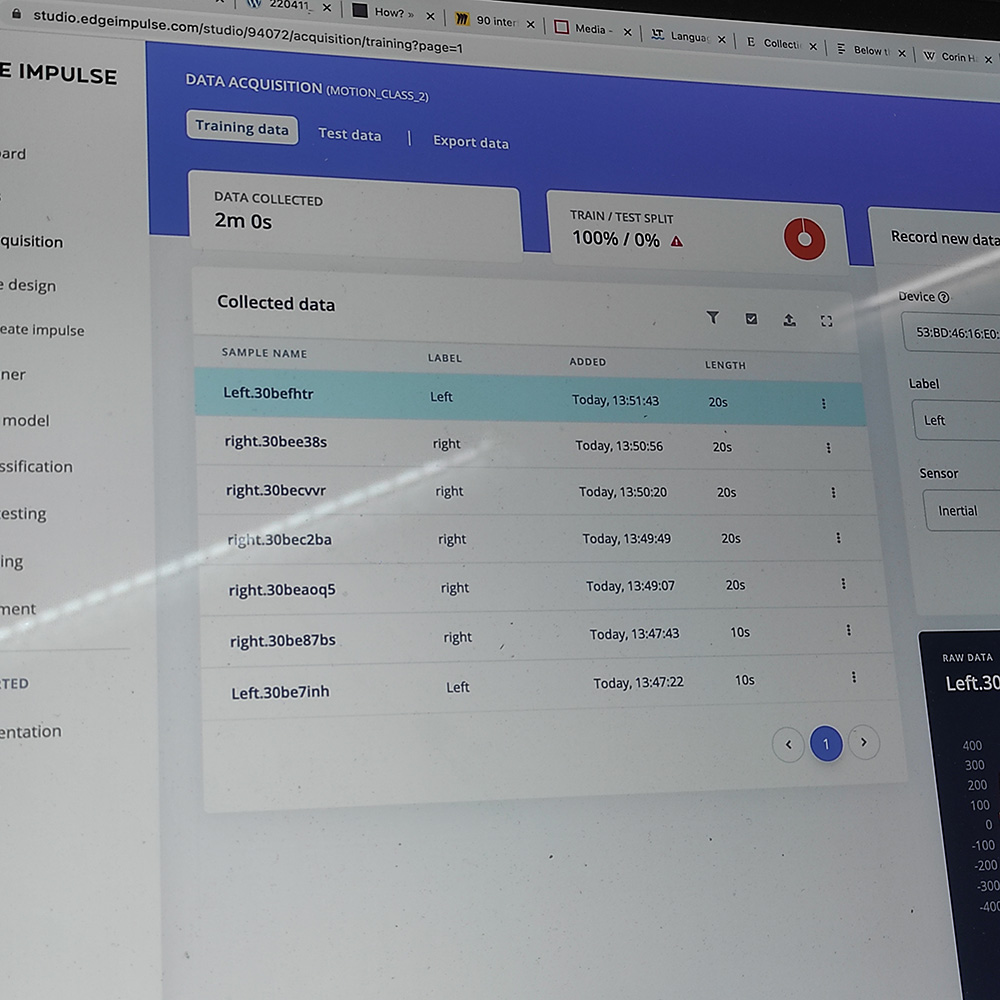 220411_ × How? » × 90 inter × Media - × Languag × E Collecti × Below t × W Corin H ×
studio.edgeimpulse.com/studio/94072/acquisition/training?page=1
E IMPULSE
DATA ACQUISITION (MOTION_CLASS_2)
Training data Test data | Export data
ard
quisition
e design
eate impulse
ner
model
ssification
esting
ing
ment
TED
entation
DATA COLLECTED
2m 0s
TRAIN / TEST SPLIT
100% / 0%
Record new data
Device
53:BD:46:16:E0:
Label
Left
Sensor
Inertial
Collected data
SAMPLE NAME LABEL ADDED LENGTH
Left.30befhtr Left Today, 13:51:43 20s
right.30bee38s right Today, 13:50:56 20s
right.30becvvr right Today, 13:50:20 20s
right.30bec2ba right Today, 13:49:49 20s
right.30beaoq5 right Today, 13:49:07 20s
right.30be87bs right Today, 13:47:43 10s
Left.30be7inh Left Today, 13:47:22 10s
‹ 1 ›
RAW DATA
Left.30
400
300
200
100
0
-100
-200
-300
-400